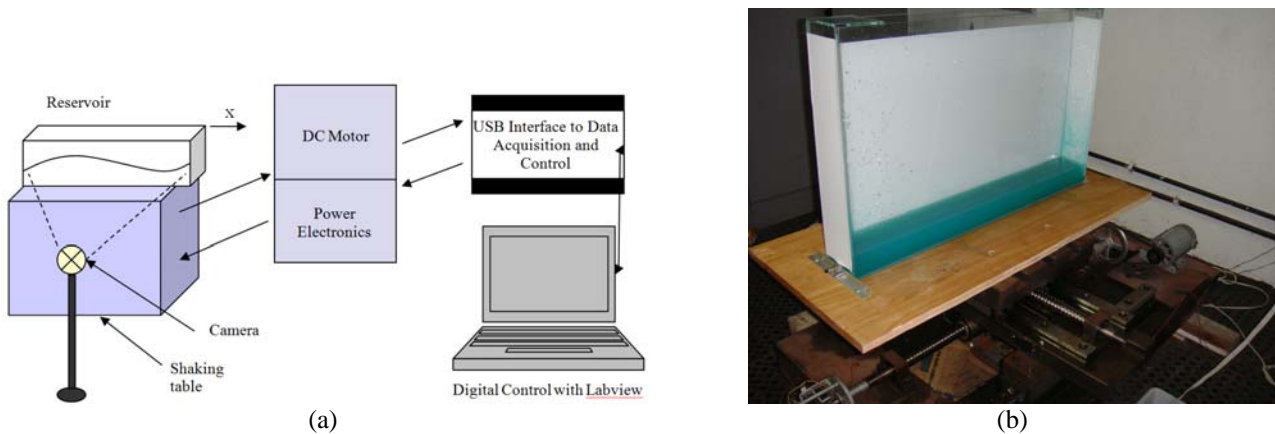 Reservoir
X
DC Motor
Power
Electronics
USB Interface to Data
Acquisition and
Control
Camera
Shaking
table
Digital Control with Labview
(a)
(b)